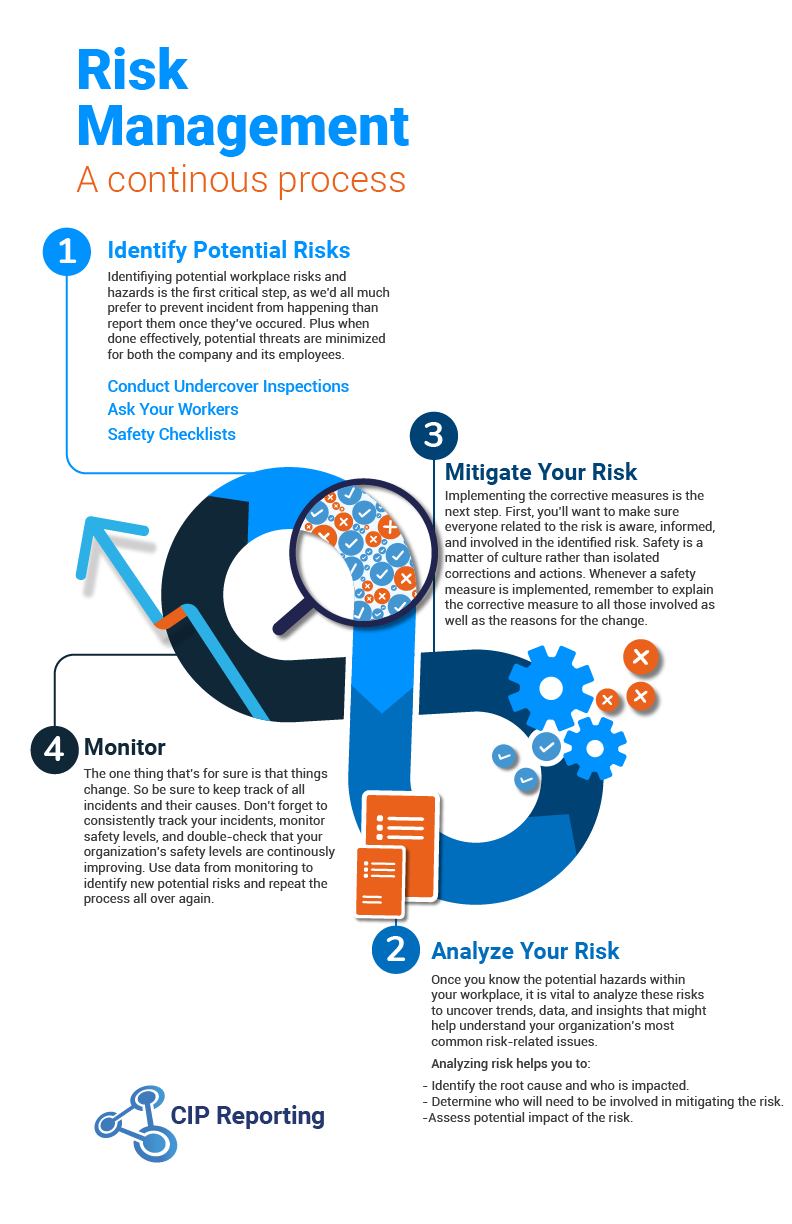 Risk
Management
A continous process
1
Identify Potential Risks
Identifiying potential workplace risks and
hazards is the first critical step, as we'd all much
prefer to prevent incident from happening than
report them once they've occured. Plus when
done effectively, potential threats are minimized
for both the company and its employees.
Conduct Undercover Inspections
Ask Your Workers
Safety Checklists
3
Mitigate Your Risk
Implementing the corrective measures is the
next step. First, you'll want to make sure
everyone related to the risk is aware, informed,
and involved in the identified risk. Safety is a
matter of culture rather than isolated
corrections and actions. Whenever a safety
measure is implemented, remember to explain
the corrective measure to all those involved as
well as the reasons for the change.
4
Monitor
The one thing that's for sure is that things
change. So be sure to keep track of all
incidents and their causes. Don't forget to
consistently track your incidents, monitor
safety levels, and double-check that your
organization's safety levels are continously
improving. Use data from monitoring to
identify new potential risks and repeat the
process all over again.
2
Analyze Your Risk
Once you know the potential hazards within
your workplace, it is vital to analyze these risks
to uncover trends, data, and insights that might
help understand your organization's most
common risk-related issues.
Analyzing risk helps you to:
- Identify the root cause and who is impacted.
- Determine who will need to be involved in mitigating the risk.
-Assess potential impact of the risk.
CIP Reporting